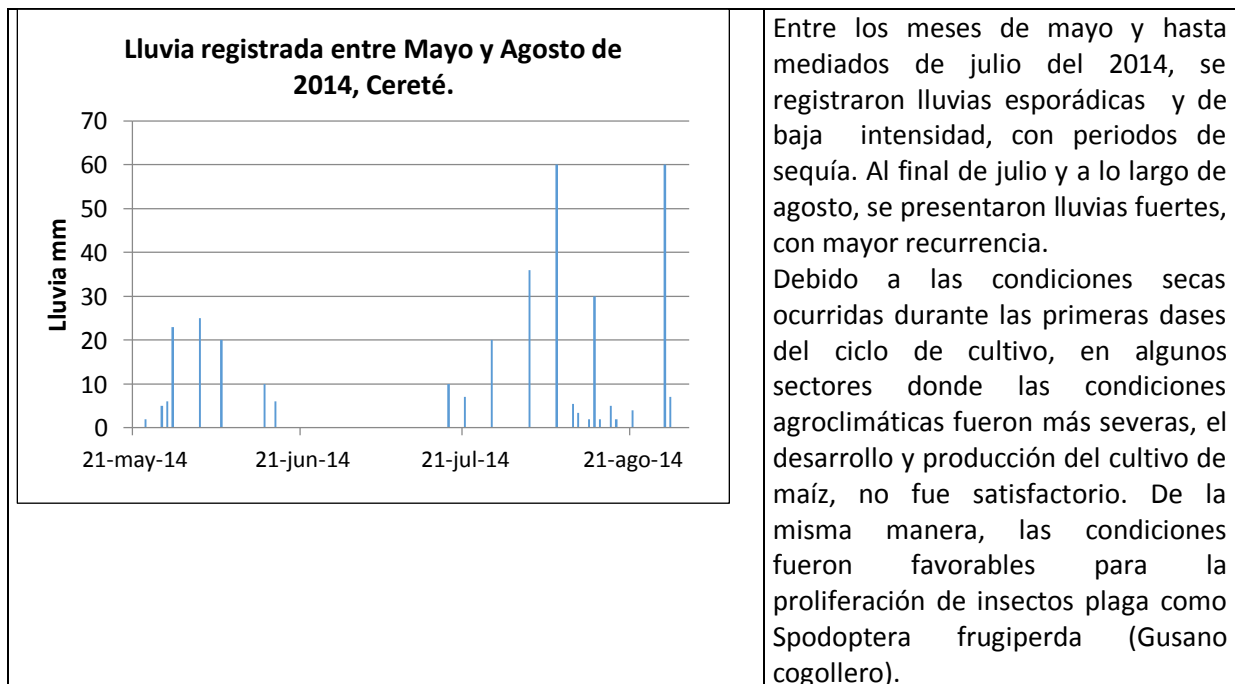 Lluvia registrada entre Mayo y Agosto de
2014, Cereté.
70
60
50
40
30
20
10
0
Lluvia mm
21-may-14 21-jun-14 21-jul-14 21-ago-14
Entre los meses de mayo y hasta
mediados de julio del 2014, se
registraron lluvias esporádicas y de
baja intensidad, con periodos de
sequía. Al final de julio y a lo largo de
agosto, se presentaron lluvias fuertes,
con mayor recurrencia.
Debido a las condiciones secas
ocurridas durante las primeras dases
del ciclo de cultivo, en algunos
sectores donde las condiciones
agroclimáticas fueron más severas, el
desarrollo y producción del cultivo de
maíz, no fue satisfactorio. De la
misma manera, las condiciones
fueron favorables para la
proliferación de insectos plaga como
Spodoptera frugiperda (Gusano
cogollero).